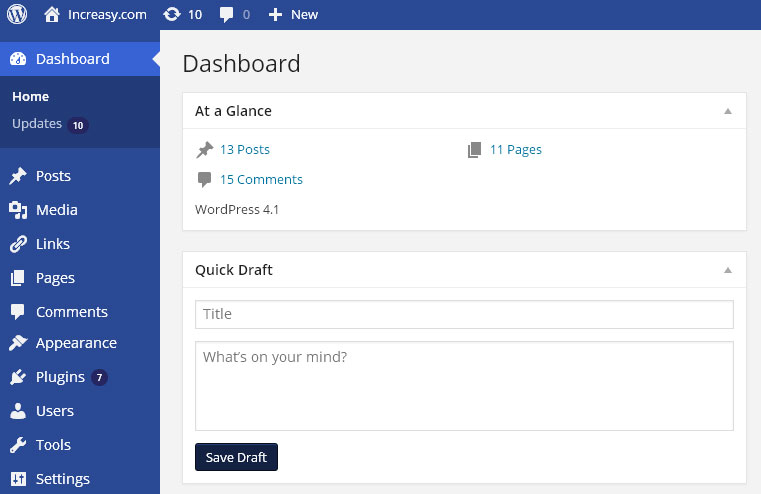 Increasy.com 10 0 New
Dashboard
Home
Updates 10
Posts
Media
Links
Pages
Comments
Appearance
Plugins 7
Users
Tools
Settings
Dashboard
At a Glance
13 Posts 11 Pages
15 Comments
WordPress 4.1
Quick Draft
Title
What's on your mind?
Save Draft